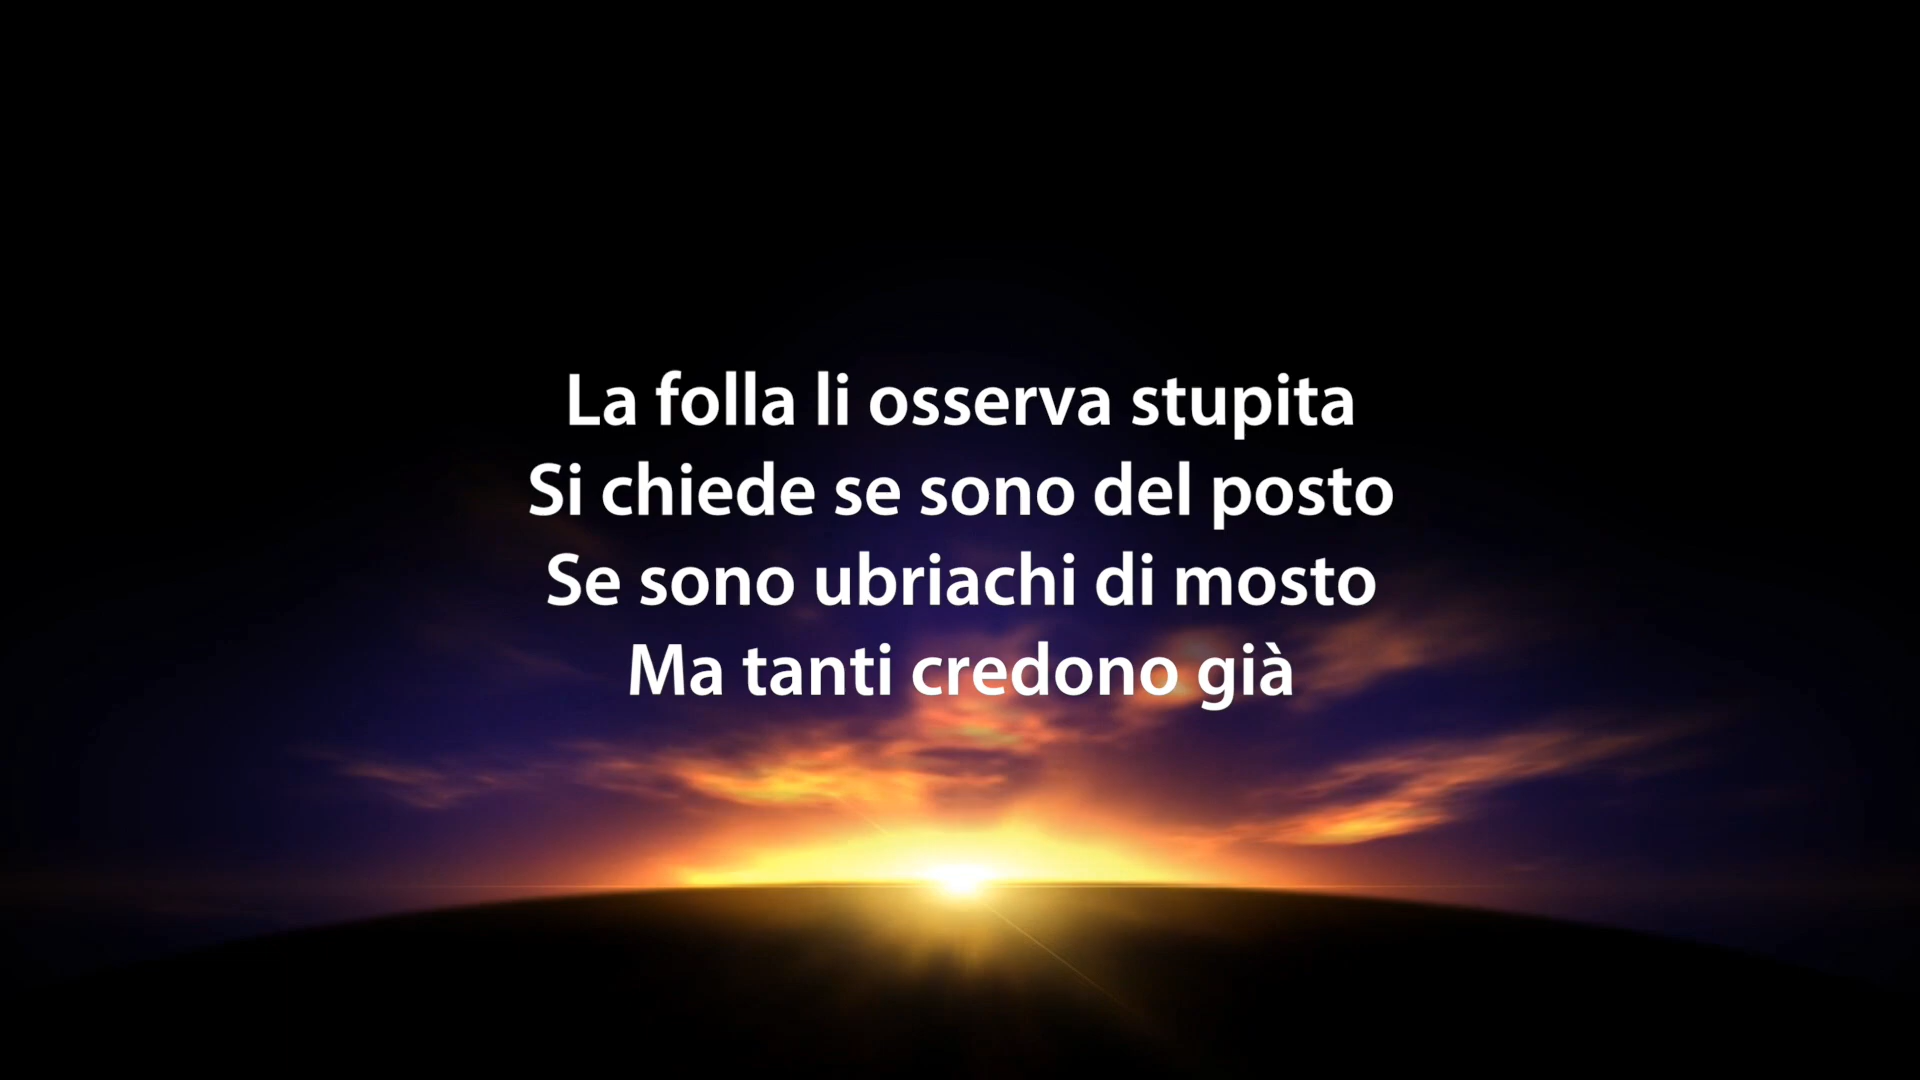 La folla li osserva stupita
Si chiede se sono del posto
Se sono ubriachi di mosto
Ma tanti credono già